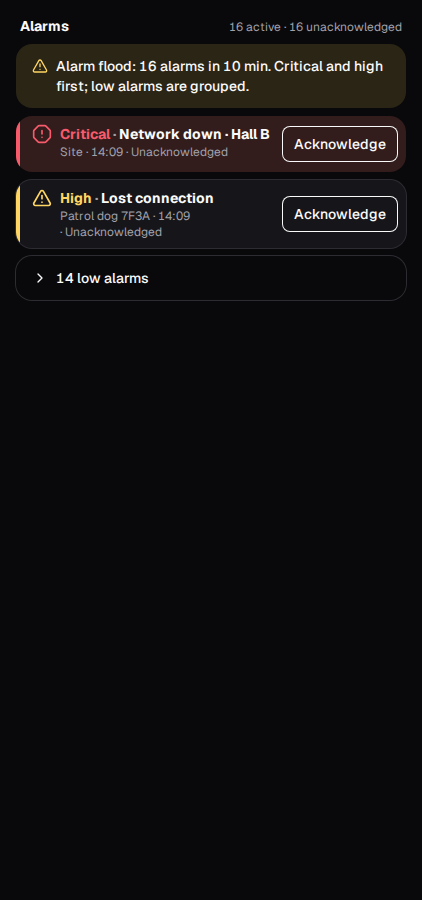 Alarms
16 active · 16 unacknowledged
Alarm flood: 16 alarms in 10 min. Critical and high
first; low alarms are grouped.
Critical · Network down · Hall B
Site · 14:09 · Unacknowledged
Acknowledge
High · Lost connection
Patrol dog 7F3A · 14:09
· Unacknowledged
Acknowledge
14 low alarms